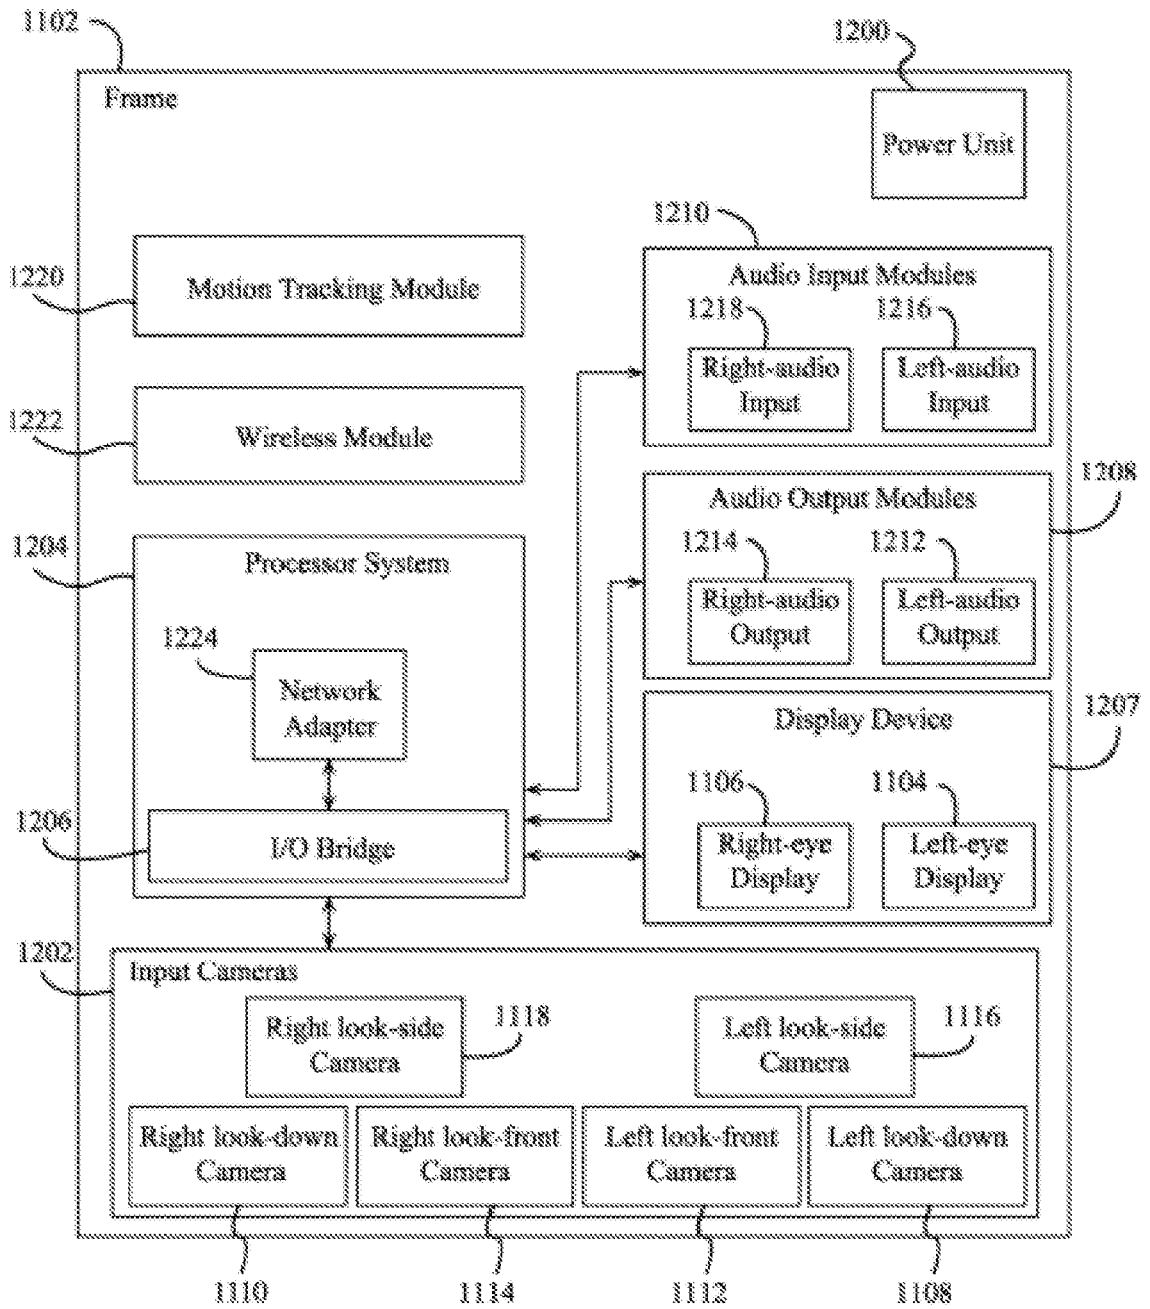 1102
1200
Frame
Power Unit
1210
1220
Motion Tracking Module
Audio Input Modules
1218
1216
Right-audio
Input
Left-audio
Input
1222
Wireless Module
1208
Audio Output Modules
1214
1212
Right-audio
Output
Left-audio
Output
1204
Processor System
1224
Network
Adapter
1207
Display Device
1106
1104
Right-eye
Display
Left-eye
Display
1206
I/O Bridge
1202
Input Cameras
Right look-side
Camera
1118
Left look-side
Camera
1116
Right look-down
Camera
Right look-front
Camera
Left look-front
Camera
Left look-down
Camera
1110
1114
1112
1108